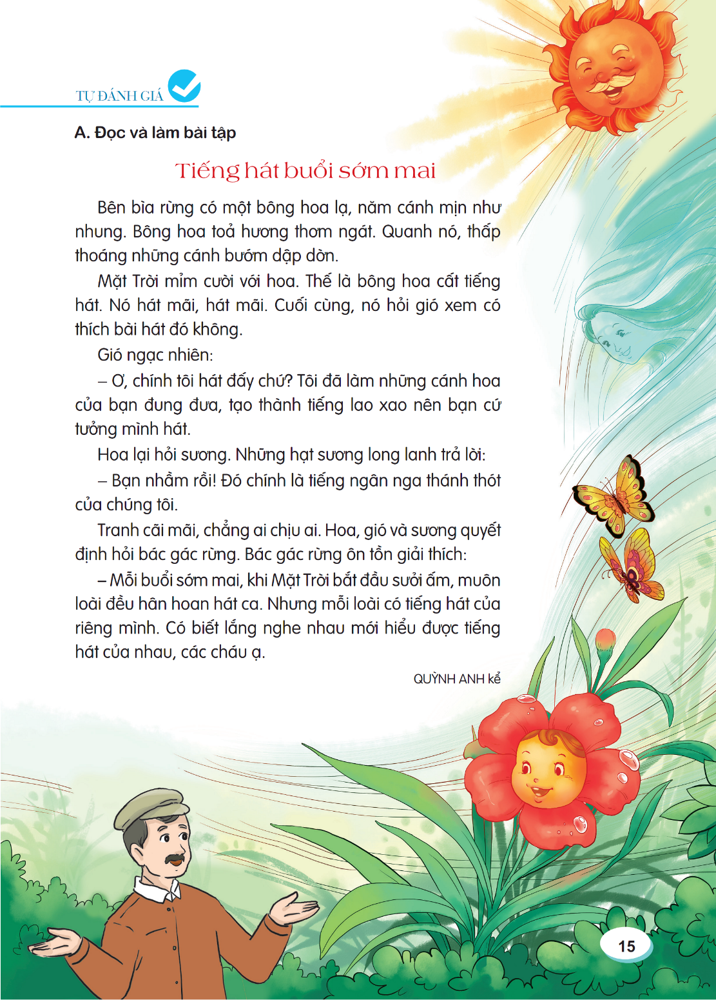 TỰ ĐÁNH GIÁ
A. Đọc và làm bài tập
Tiếng hát buổi sớm mai
Bên bìa rừng có một bông hoa lạ, năm cánh mịn như
nhung. Bông hoa toả hương thơm ngát. Quanh nó, thấp
thoáng những cánh bướm dập dờn.
Mặt Trời mỉm cười với hoa. Thế là bông hoa cất tiếng
hát. Nó hát mãi, hát mãi. Cuối cùng, nó hỏi gió xem có
thích bài hát đó không.
Gió ngạc nhiên:
– Ơ, chính tôi hát đấy chứ? Tôi đã làm những cánh hoa
của bạn đung đưa, tạo thành tiếng lao xao nên bạn cứ
tưởng mình hát.
Hoa lại hỏi sương. Những hạt sương long lanh trả lời:
– Bạn nhầm rồi! Đó chính là tiếng ngân nga thánh thót
của chúng tôi.
Tranh cãi mãi, chẳng ai chịu ai. Hoa, gió và sương quyết
định hỏi bác gác rừng. Bác gác rừng ôn tồn giải thích:
– Mỗi buổi sớm mai, khi Mặt Trời bắt đầu sưởi ấm, muôn
loài đều hân hoan hát ca. Nhưng mỗi loài có tiếng hát của
riêng mình. Có biết lắng nghe nhau mới hiểu được tiếng
hát của nhau, các cháu ạ.
QUỲNH ANH kể
15